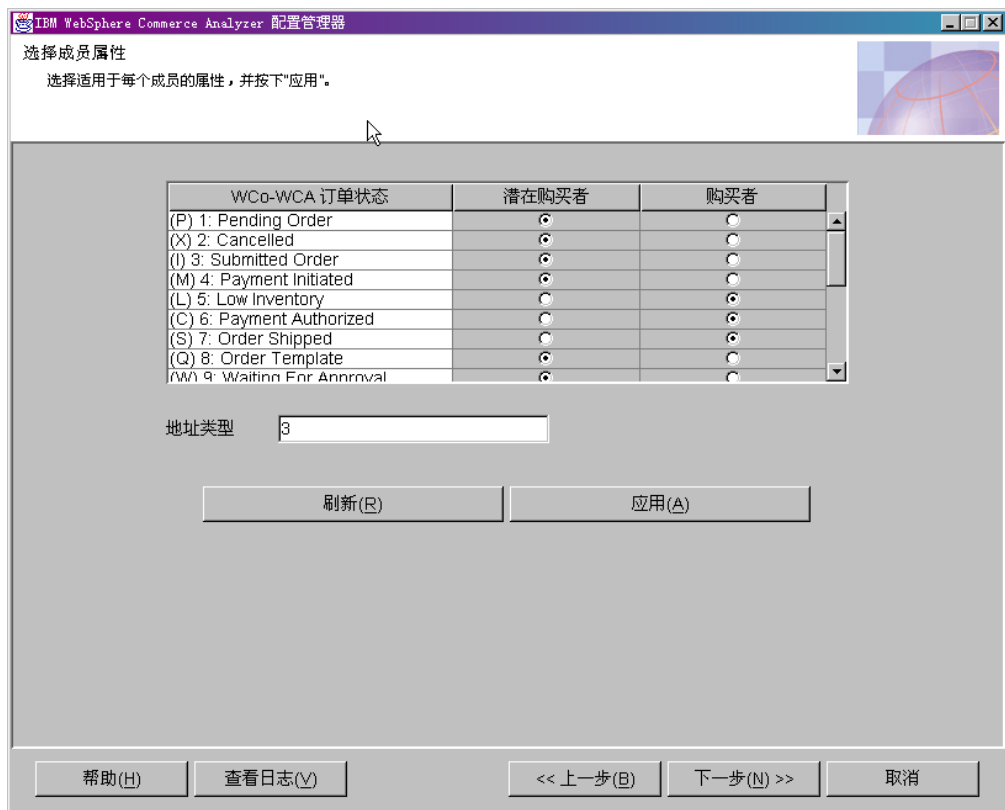 IBM WebSphere Commerce Analyzer 配置管理器
选择成员属性
选择适用于每个成员的属性，并按下"应用"。
WCo-WCA 订单状态 潜在购买者 购买者
(P) 1: Pending Order
(X) 2: Cancelled
(I) 3: Submitted Order
(M) 4: Payment Initiated
(L) 5: Low Inventory
(C) 6: Payment Authorized
(S) 7: Order Shipped
(Q) 8: Order Template
(W) 9: Waiting For Approval
地址类型 3
刷新(R) 应用(A)
帮助(H) 查看日志(V) << 上一步(B) 下一步(N) >> 取消